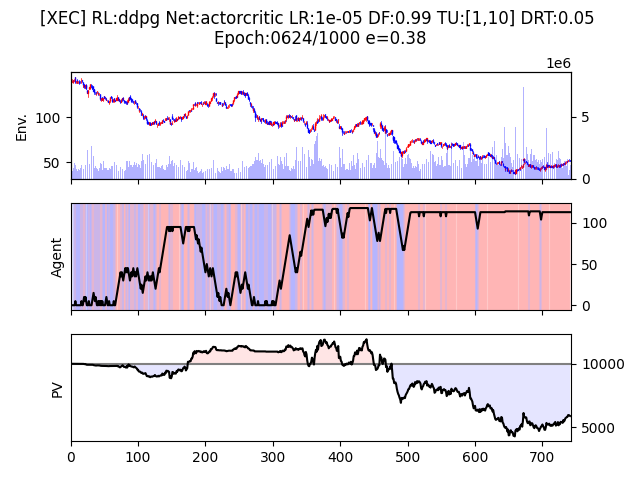 [XEC] RL:ddpg Net:actorcritic LR:1e-05 DF:0.99 TU:[1,10] DRT:0.05
Epoch:0624/1000 e=0.38
1e6
Env.
100
50
5
0
Agent
100
50
0
PV
10000
5000
0 100 200 300 400 500 600 700